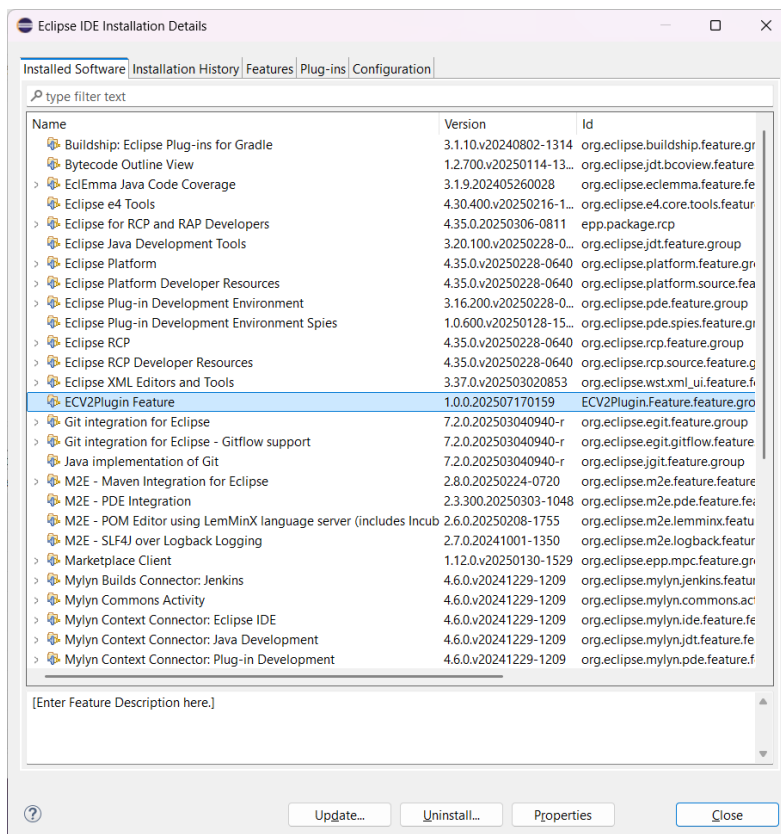 Eclipse IDE Installation Details
Installed Software Installation History Features Plug-ins Configuration
type filter text
Name Version Id
Buildship: Eclipse Plug-ins for Gradle 3.1.10.v20240802-1314 org.eclipse.buildship.feature.gr
Bytecode Outline View 1.2.700.v20250114-13... org.eclipse.jdt.bcoview.feature
EclEmma Java Code Coverage 3.1.9.202405260028 org.eclipse.eclemma.feature.fe
Eclipse e4 Tools 4.30.400.v20250216-1... org.eclipse.e4.core.tools.featur
Eclipse for RCP and RAP Developers 4.35.0.20250306-0811 epp.package.rcp
Eclipse Java Development Tools 3.20.100.v20250228-0... org.eclipse.jdt.feature.group
Eclipse Platform 4.35.0.v20250228-0640 org.eclipse.platform.feature.gr
Eclipse Platform Developer Resources 4.35.0.v20250228-0640 org.eclipse.platform.source.fea
Eclipse Plug-in Development Environment 3.16.200.v20250228-0... org.eclipse.pde.feature.group
Eclipse Plug-in Development Environment Spies 1.0.600.v20250128-15... org.eclipse.pde.spies.feature.gr
Eclipse RCP 4.35.0.v20250228-0640 org.eclipse.rcp.feature.group
Eclipse RCP Developer Resources 4.35.0.v20250228-0640 org.eclipse.rcp.source.feature.g
Eclipse XML Editors and Tools 3.37.0.v202503020853 org.eclipse.wst.xml_ui.feature.f
ECV2Plugin Feature 1.0.0.202507170159 ECV2Plugin.Feature.feature.gro
Git integration for Eclipse 7.2.0.202503040940-r org.eclipse.egit.feature.group
Git integration for Eclipse - Gitflow support 7.2.0.202503040940-r org.eclipse.egit.gitflow.feature
Java implementation of Git 7.2.0.202503040940-r org.eclipse.jgit.feature.group
M2E - Maven Integration for Eclipse 2.8.0.20250224-0720 org.eclipse.m2e.feature.feature
M2E - PDE Integration 2.3.300.20250303-1048 org.eclipse.m2e.pde.feature.fea
M2E - POM Editor using LemMinX language server (includes Incub 2.6.0.20250208-1755 org.eclipse.m2e.lemminx.featu
M2E - SLF4J over Logback Logging 2.7.0.20241001-1350 org.eclipse.m2e.logback.featur
Marketplace Client 1.12.0.v20250130-1529 org.eclipse.epp.mpc.feature.gr
Mylyn Builds Connector: Jenkins 4.6.0.v20241229-1209 org.eclipse.mylyn.jenkins.featur
Mylyn Commons Activity 4.6.0.v20241229-1209 org.eclipse.mylyn.commons.act
Mylyn Context Connector: Eclipse IDE 4.6.0.v20241229-1209 org.eclipse.mylyn.ide.feature.fe
Mylyn Context Connector: Java Development 4.6.0.v20241229-1209 org.eclipse.mylyn.jdt.feature.fe
Mylyn Context Connector: Plug-in Development 4.6.0.v20241229-1209 org.eclipse.mylyn.pde.feature.f
[Enter Feature Description here.]
Update... Uninstall... Properties Close